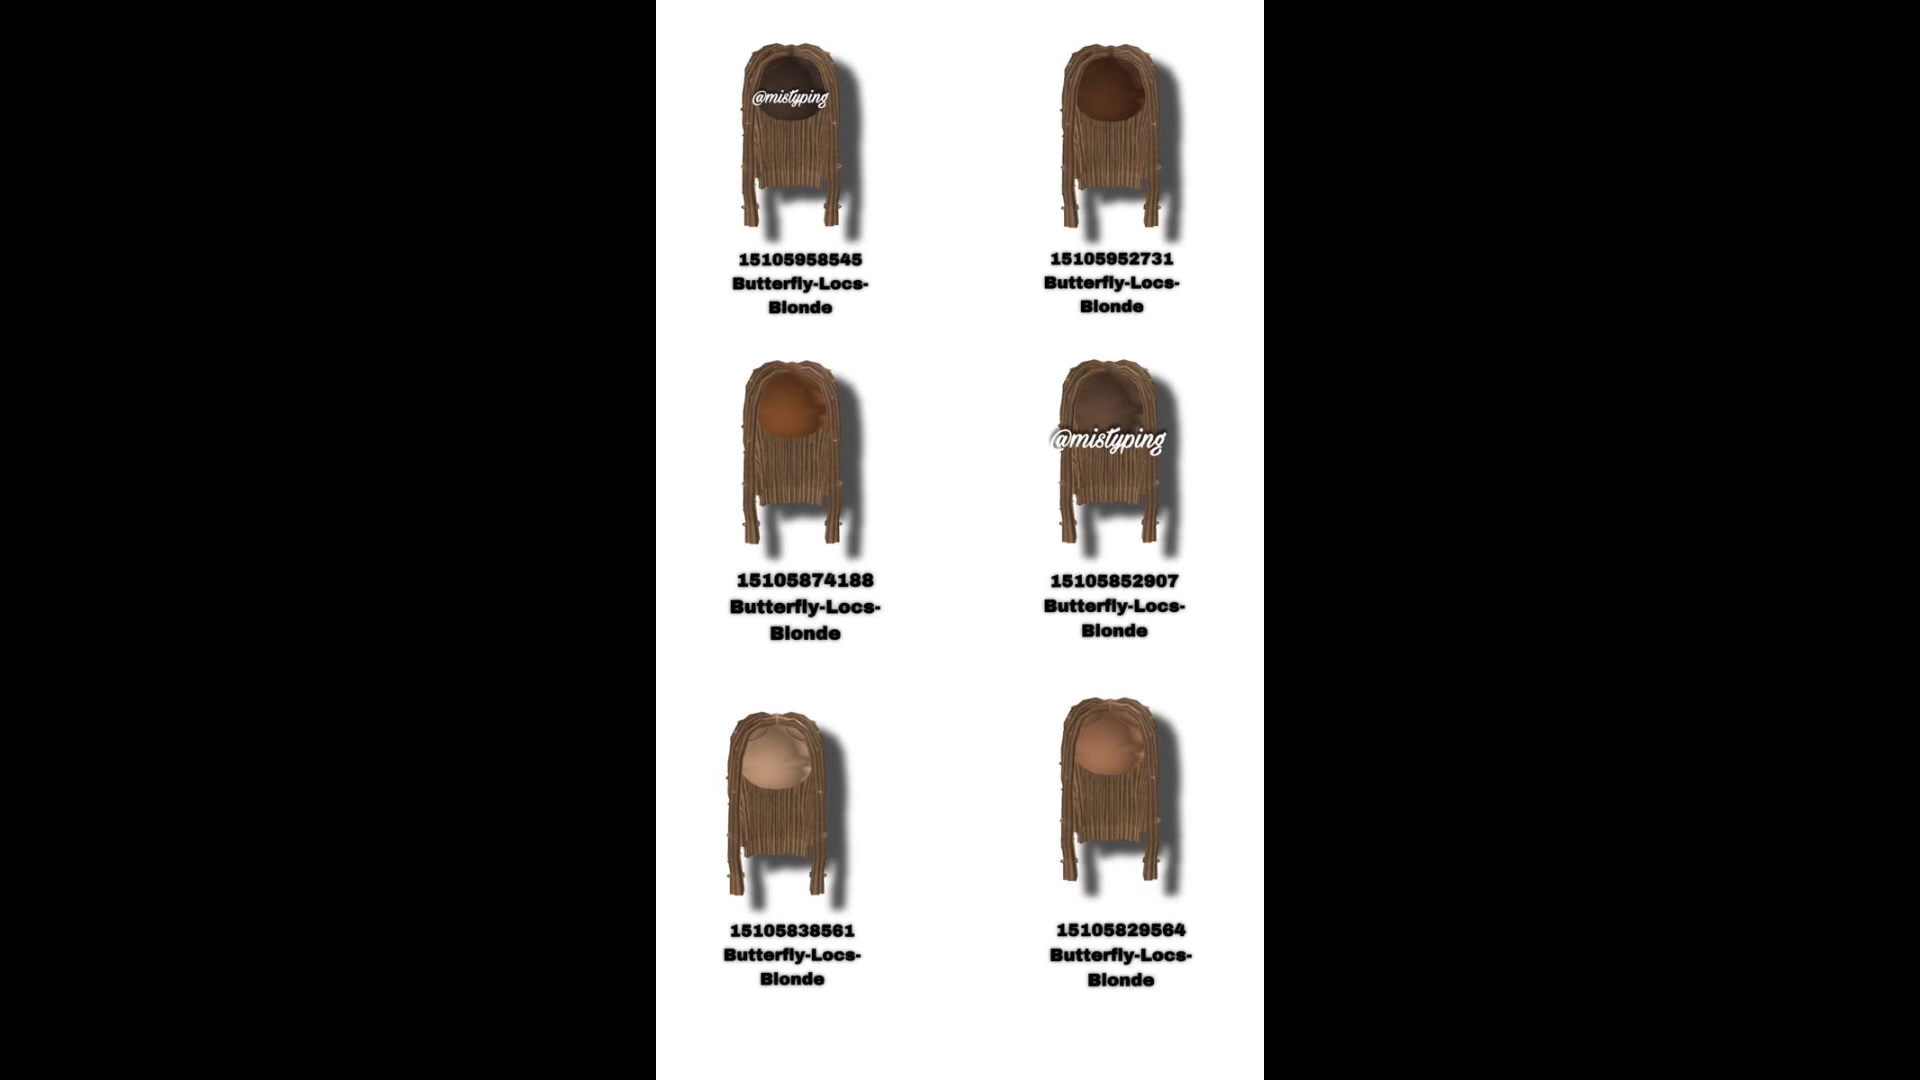 @mistyping
15105958545
Butterfly-Locs-
Blonde
15105952731
Butterfly-Locs-
Blonde
15105874188
Butterfly-Locs-
Blonde
@mistyping
15105852907
Butterfly-Locs-
Blonde
15105838561
Butterfly-Locs-
Blonde
15105829564
Butterfly-Locs-
Blonde